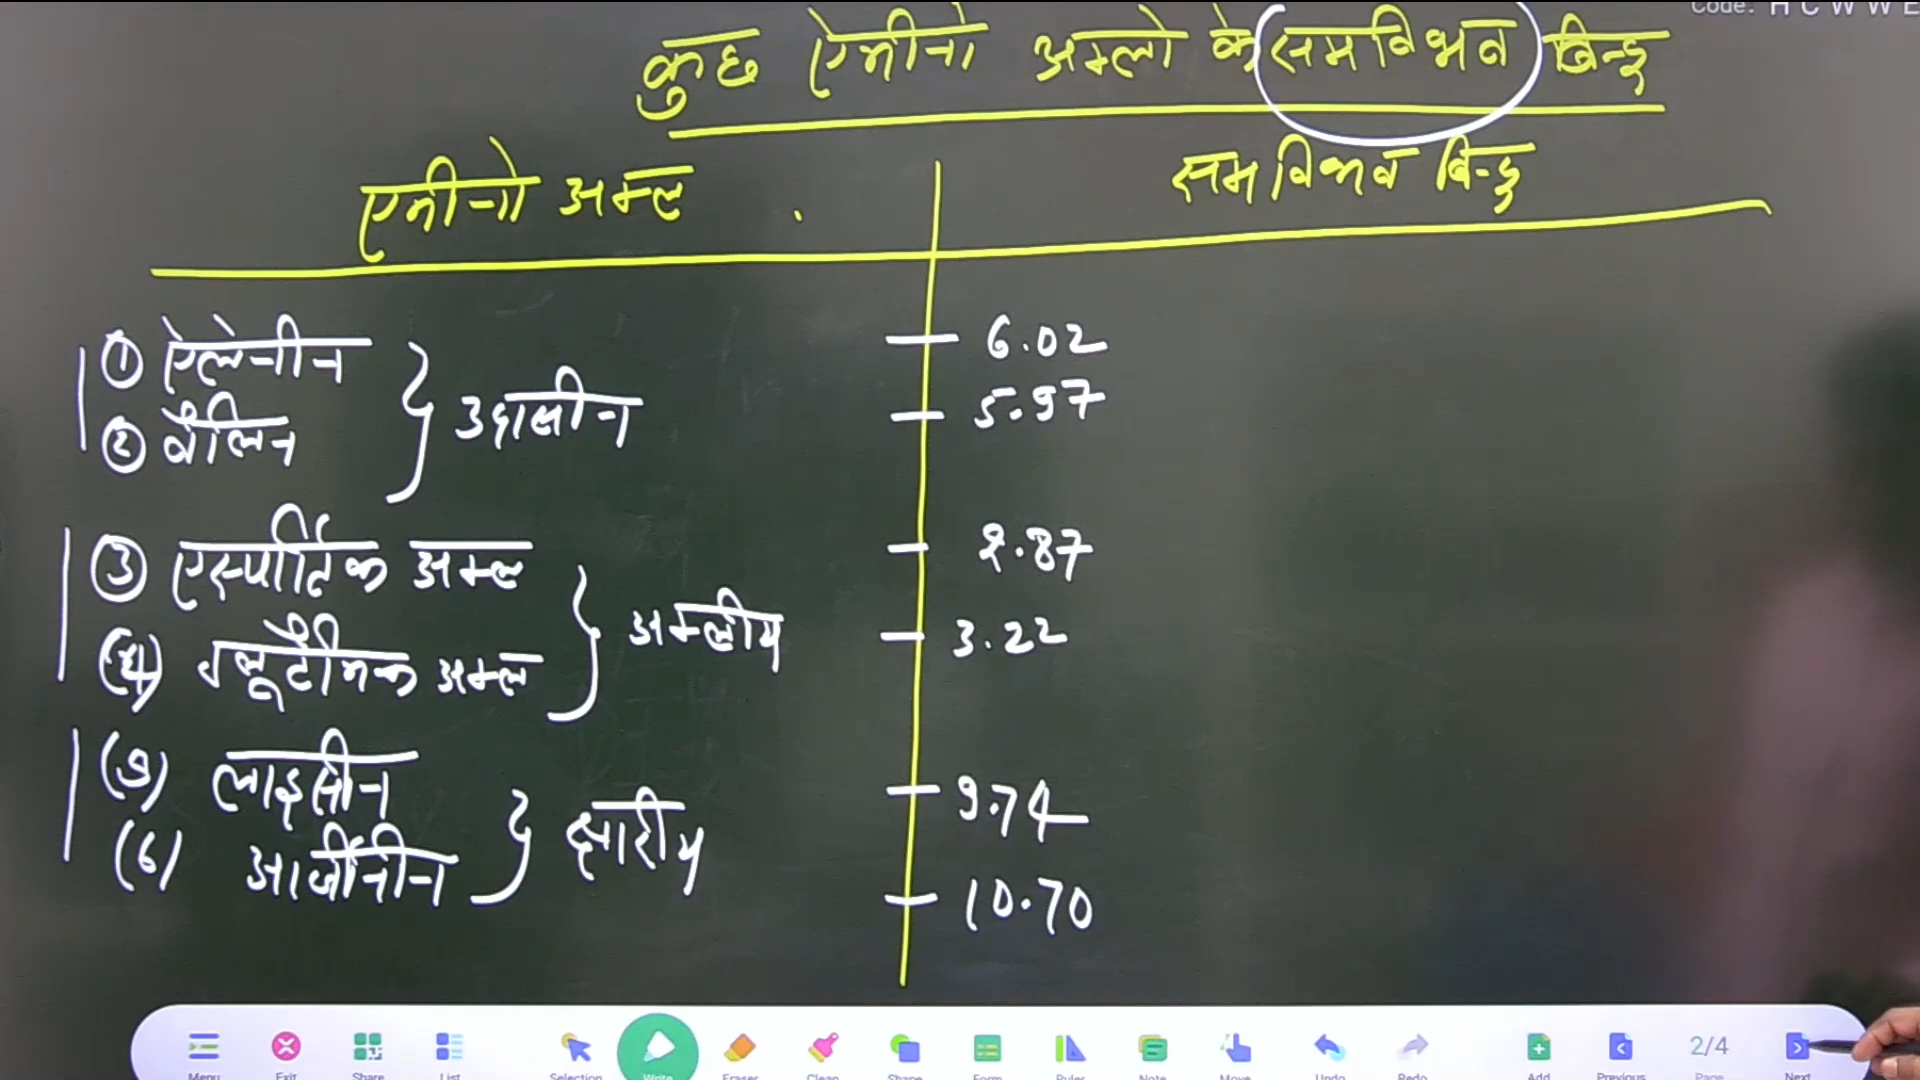 Code: H C W W E
कुछ ऐमीनो अम्लो के समविभव बिन्दु
एमीनो अम्ल
समविभव बिन्दु
① ऐलेनीन
② वैलिन
उदासीन
6.02
5.97
③ एस्पार्टिक अम्ल
(4) ग्लूटैमिक अम्ल
अम्लीय
2.87
3.22
(5) लाइसीन
(6) आर्जीनीन
क्षारीय
9.74
10.70
Menu Exit Share List Selection Write Eraser Clean Shape Form Ruler Note Move Undo Redo Add Previous 2/4 Page Next